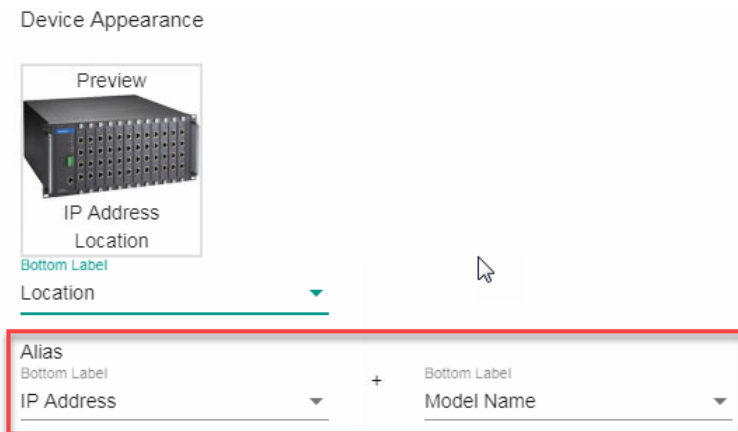 Device Appearance
Preview
IP Address
Location
Bottom Label
Location
Alias
Bottom Label + Bottom Label
IP Address Model Name